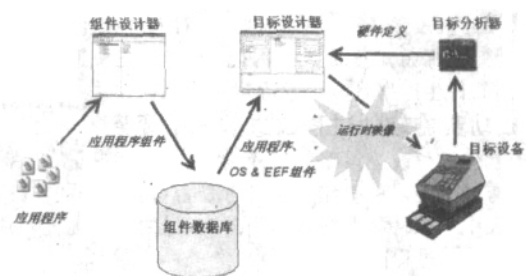 组件设计器
目标设计器
目标分析器
硬件定义
应用程序组件
应用程序、
OS & EEF组件
运行时映像
目标设备
应用程序
组件数据库